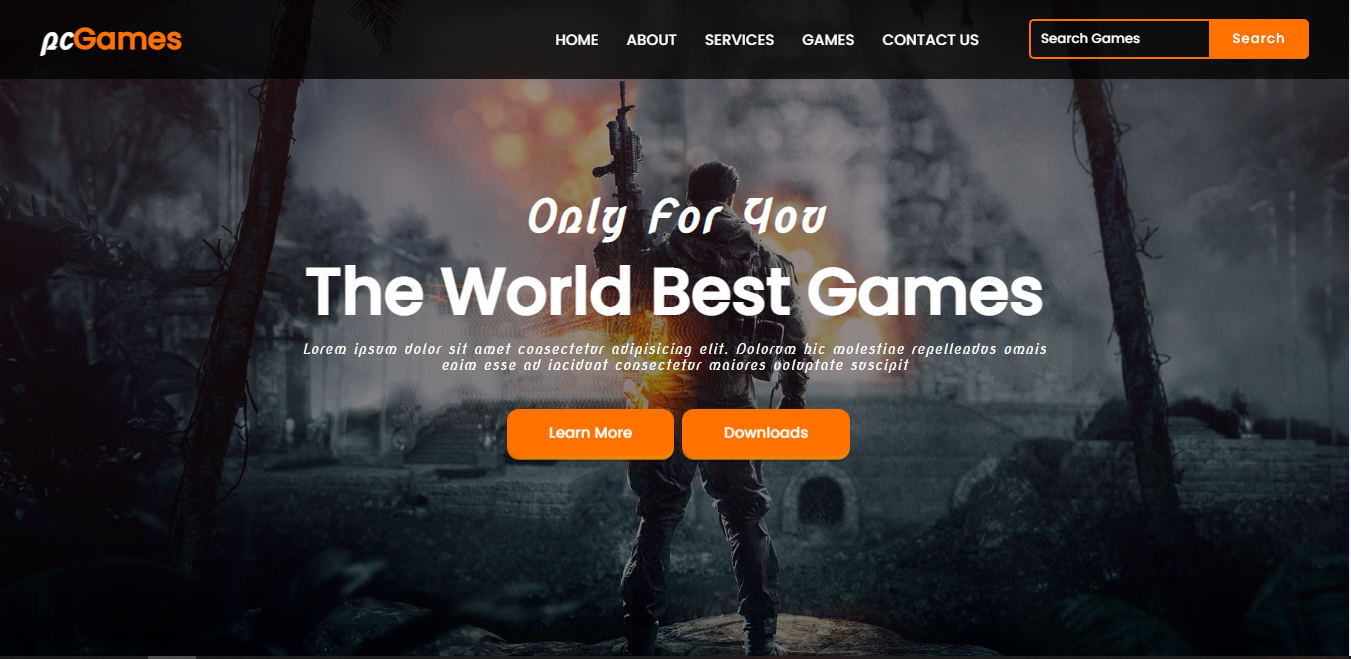 pcGames
HOME ABOUT SERVICES GAMES CONTACT US
Search Games Search
Only For You
The World Best Games
Lorem ipsum dolor sit amet consectetur adipisicing elit. Dolorum hic molestiae repellendus omnis
enim esse ad incidunt consectetur maiores voluptate suscipit
Learn More Downloads